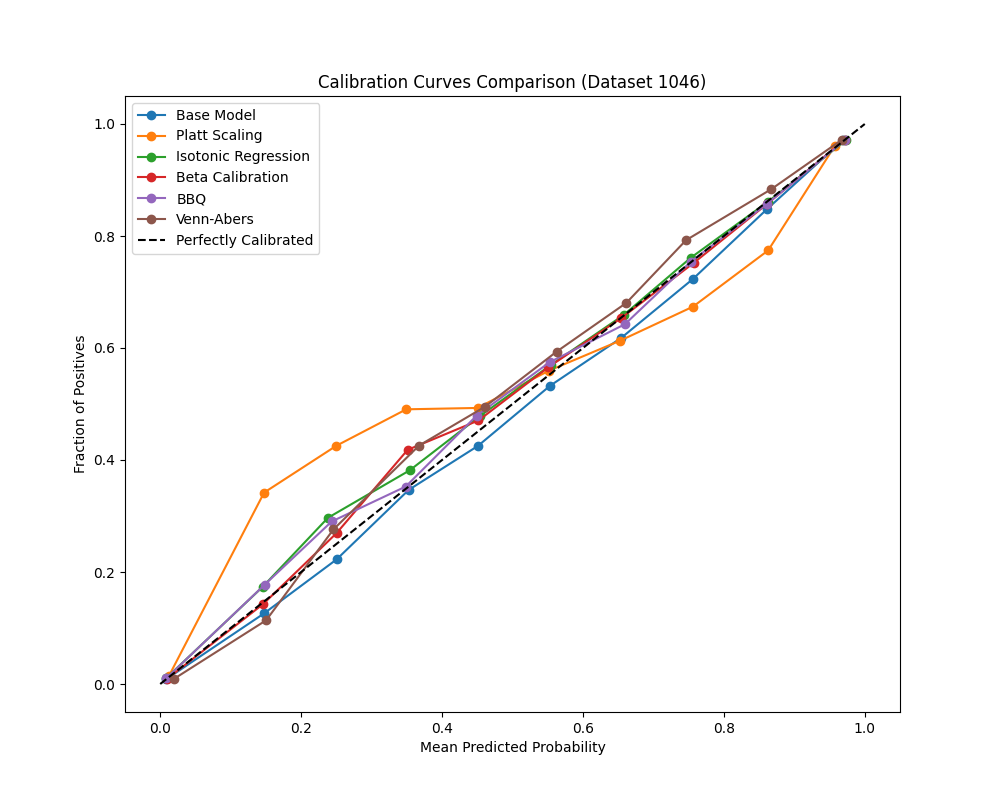 Calibration Curves Comparison (Dataset 1046)
Base Model
Platt Scaling
Isotonic Regression
Beta Calibration
BBQ
Venn-Abers
Perfectly Calibrated
Fraction of Positives
1.0
0.8
0.6
0.4
0.2
0.0
0.0 0.2 0.4 0.6 0.8 1.0
Mean Predicted Probability